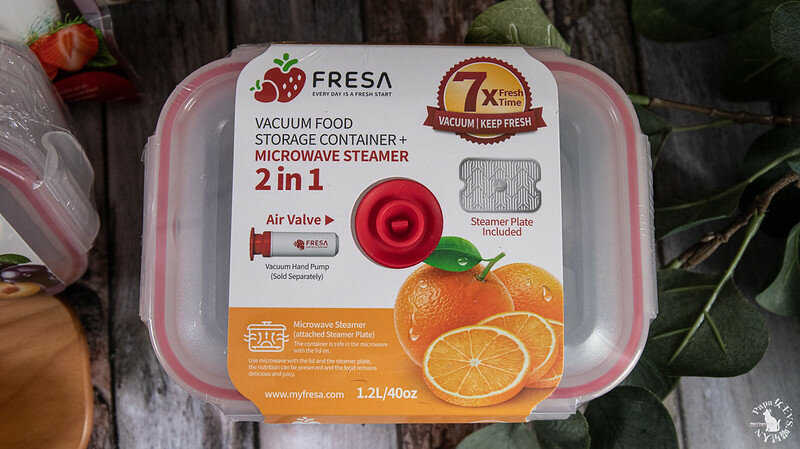 FRESA
EVERY DAY IS A FRESH START
VACUUM FOOD
STORAGE CONTAINER +
MICROWAVE STEAMER
2 in 1
7x Fresh
Time
VACUUM | KEEP FRESH
Air Valve
FRESA
Vacuum Hand Pump
(Sold Separately)
Steamer Plate
Included
Microwave Steamer
(attached Steamer Plate)
The container is safe in the microwave
with the lid on.
Use microwave with the lid and the steamer plate,
the nutrition can be preserved and the food remains
delicious and juicy.
www.myfresa.com
1.2L/40oz